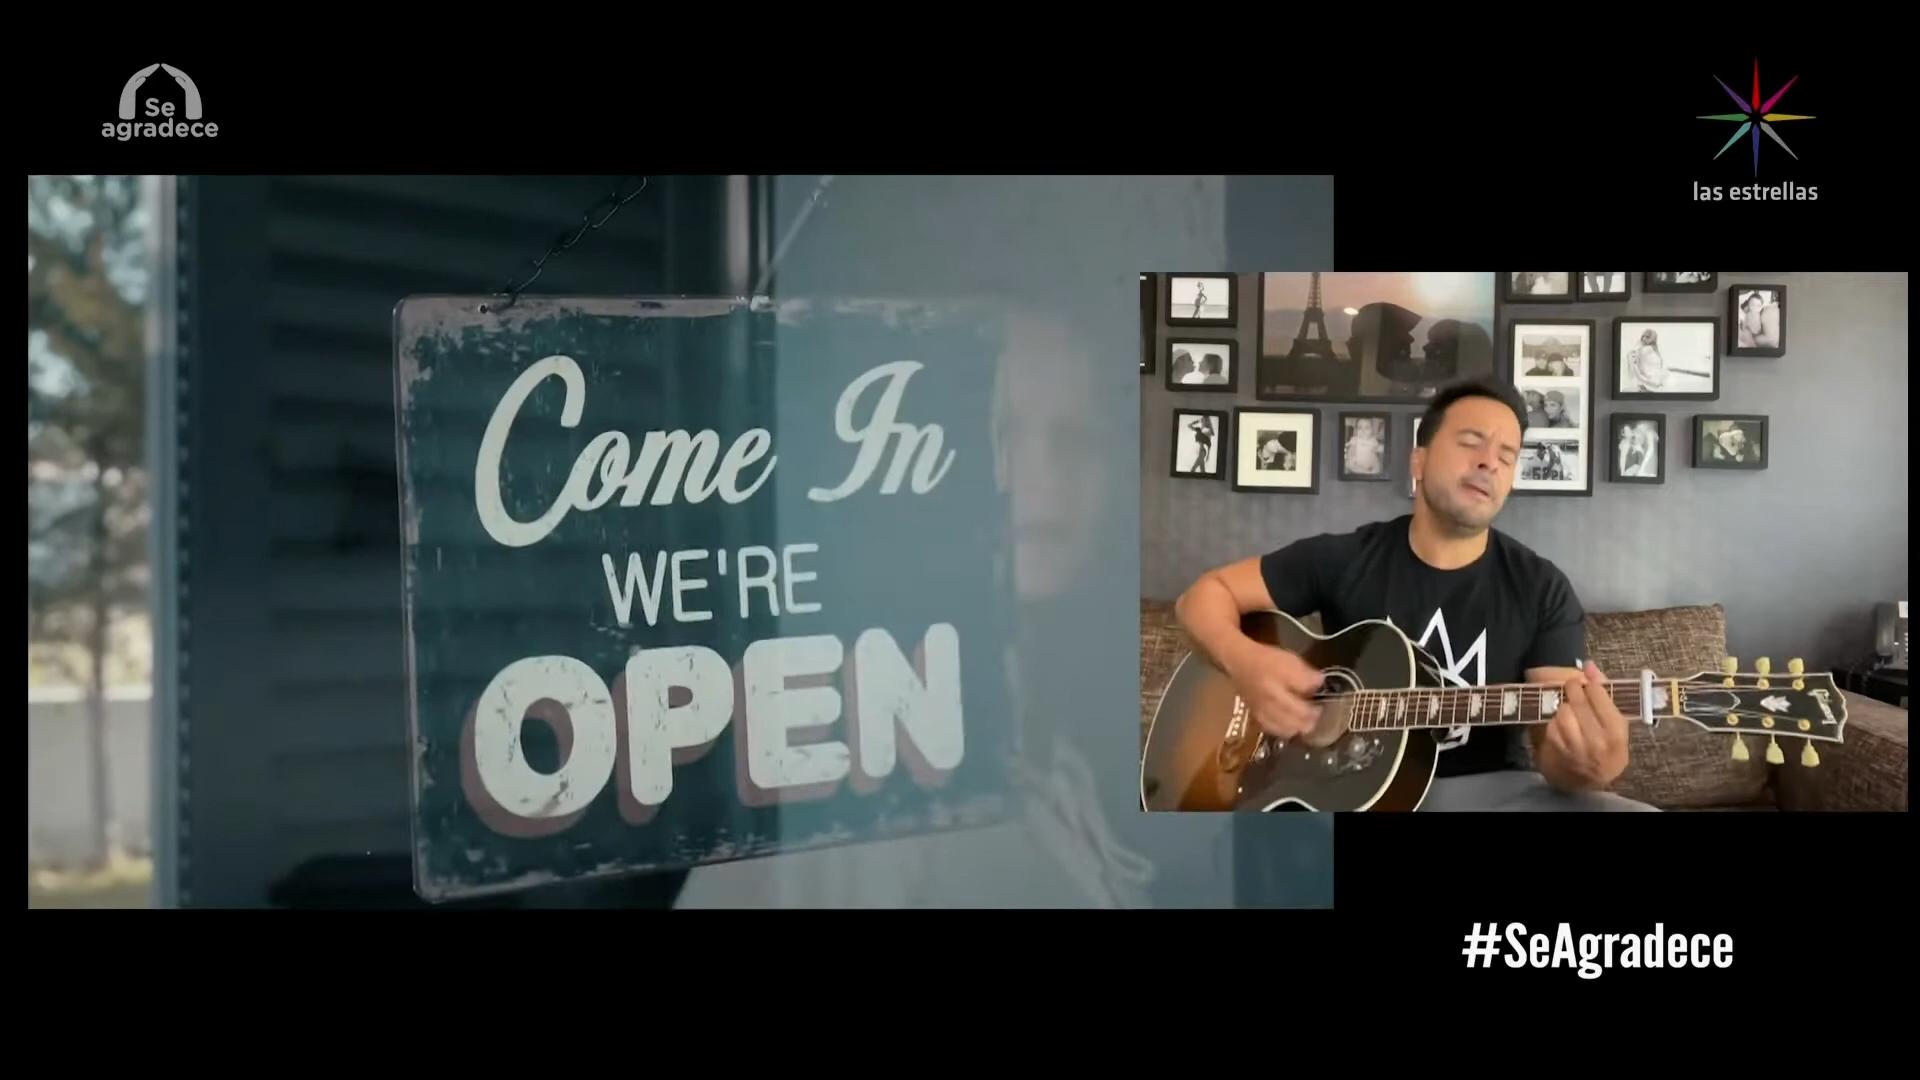 Se
agradece
las estrellas
Come In
WE'RE
OPEN
#SeAgradece